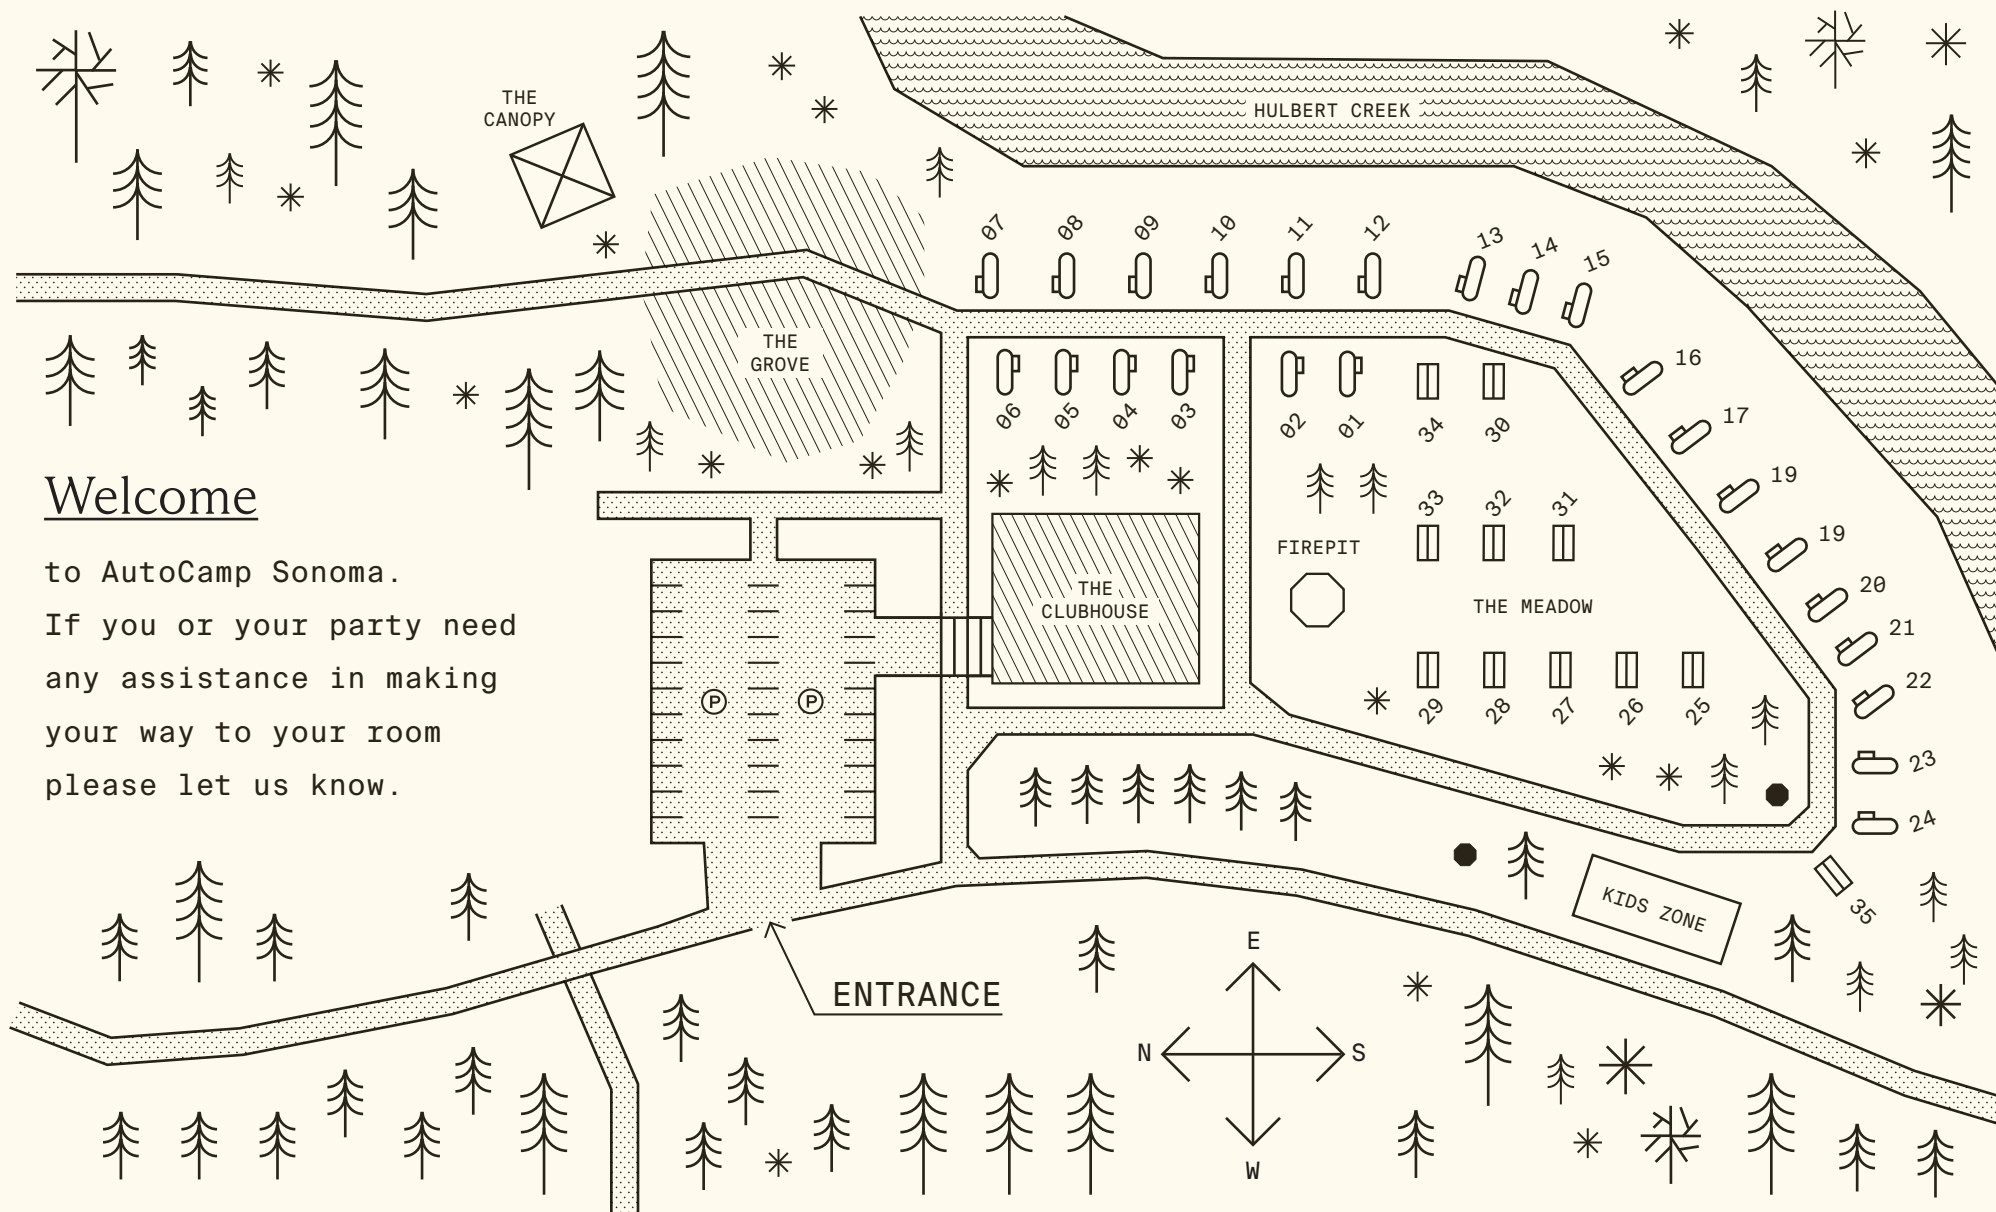 THE
CANOPY
HULBERT CREEK
07
08
09
10
11
12
13
14
15
THE
GROVE
06
05
04
03
02
01
34
30
16
17
19
19
20
21
22
23
24
33
32
31
FIREPIT
THE
CLUBHOUSE
THE MEADOW
29
28
27
26
25
P
P
Welcome
to AutoCamp Sonoma.
If you or your party need
any assistance in making
your way to your room
please let us know.
KIDS ZONE
35
ENTRANCE
E
N
S
W